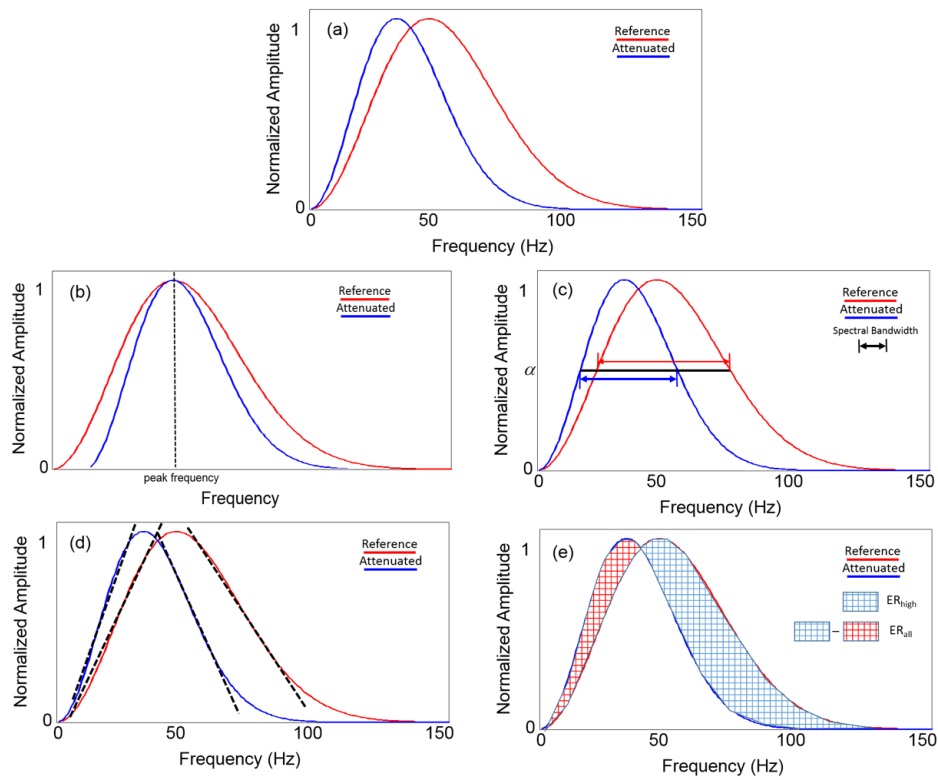 (a)
Reference
Attenuated
Normalized Amplitude
1
0
0
50
100
150
Frequency (Hz)
(b)
Reference
Attenuated
Normalized Amplitude
1
0
peak frequency
Frequency
(c)
Reference
Attenuated
Spectral Bandwidth
Normalized Amplitude
1
α
0
0
50
100
150
Frequency (Hz)
(d)
Reference
Attenuated
Normalized Amplitude
1
0
0
50
100
150
Frequency (Hz)
(e)
Reference
Attenuated
ERhigh
– ERall
Normalized Amplitude
1
0
0
50
100
150
Frequency (Hz)